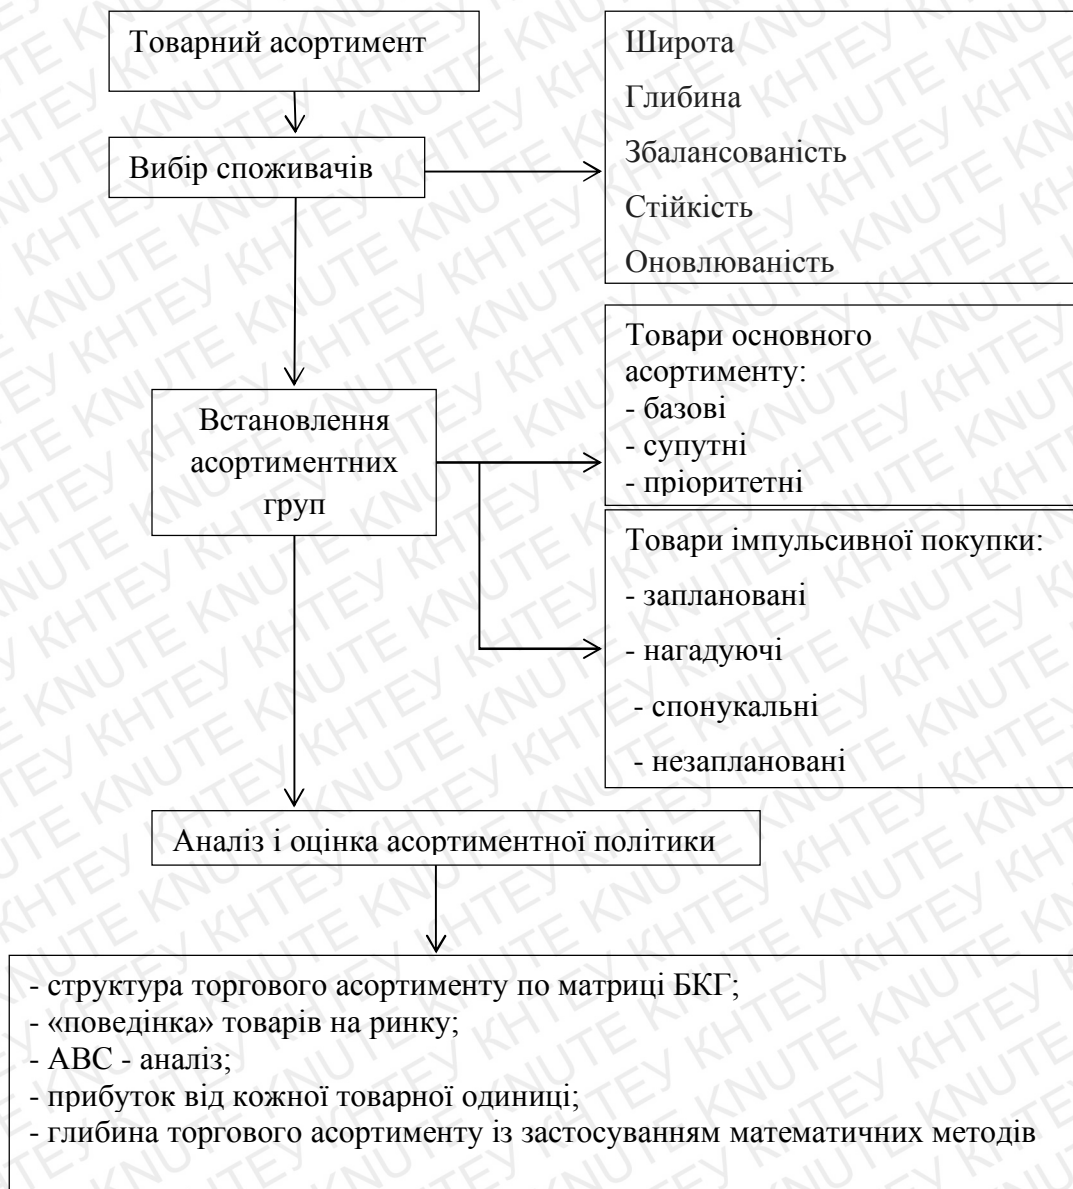 Товарний асортимент
Вибір споживачів
Широта
Глибина
Збалансованість
Стійкість
Оновлюваність
Встановлення
асортиментних
груп
Товари основного
асортименту:
- базові
- супутні
- пріоритетні
Товари імпульсивної покупки:
- заплановані
- нагадуючі
- спонукальні
- незаплановані
Аналіз і оцінка асортиментної політики
- структура торгового асортименту по матриці БКГ;
- «поведінка» товарів на ринку;
- АВС - аналіз;
- прибуток від кожної товарної одиниці;
- глибина торгового асортименту із застосуванням математичних методів